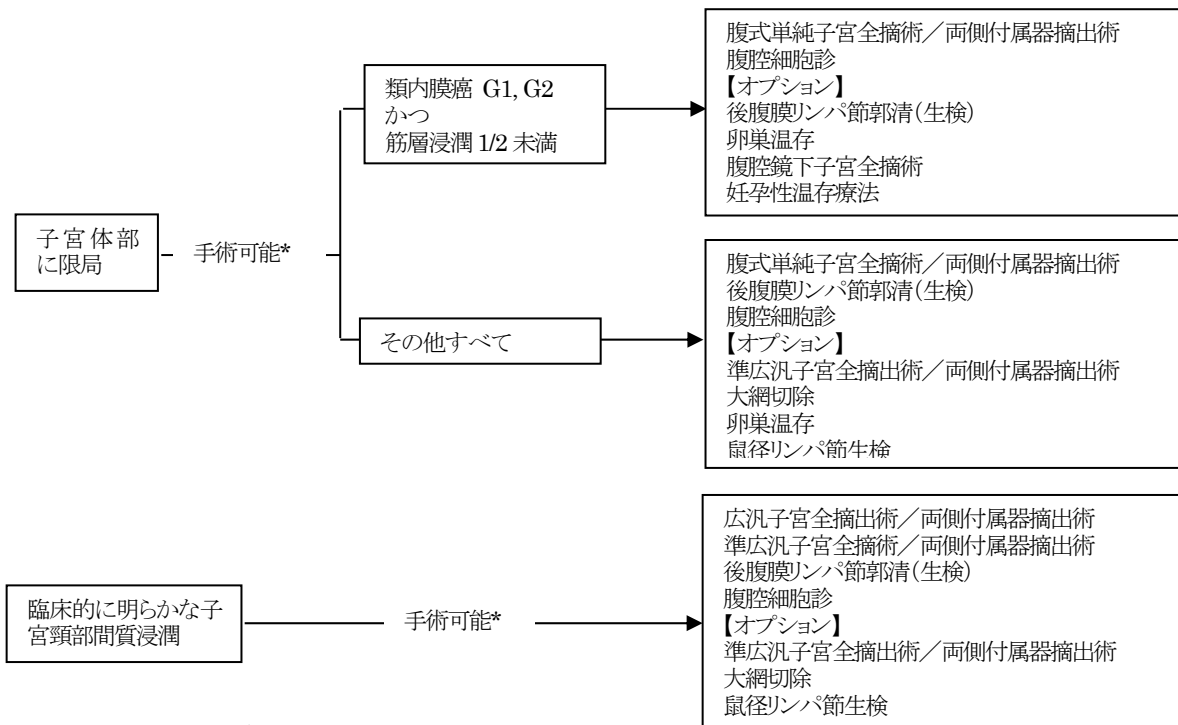 子宮体部
に限局
手術可能*
類内膜癌 G1, G2
かつ
筋層浸潤 1/2 未満
腹式単純子宮全摘術／両側付属器摘出術
腹腔細胞診
【オプション】
後腹膜リンパ節郭清(生検)
卵巣温存
腹腔鏡下子宮全摘術
妊孕性温存療法
その他すべて
腹式単純子宮全摘術／両側付属器摘出術
後腹膜リンパ節郭清(生検)
腹腔細胞診
【オプション】
準広汎子宮全摘出術／両側付属器摘出術
大網切除
卵巣温存
鼠径リンパ節生検
臨床的に明らかな子
宮頸部間質浸潤
手術可能*
広汎子宮全摘出術／両側付属器摘出術
準広汎子宮全摘術／両側付属器摘出術
後腹膜リンパ節郭清(生検)
腹腔細胞診
【オプション】
準広汎子宮全摘出術／両側付属器摘出術
大網切除
鼠径リンパ節生検